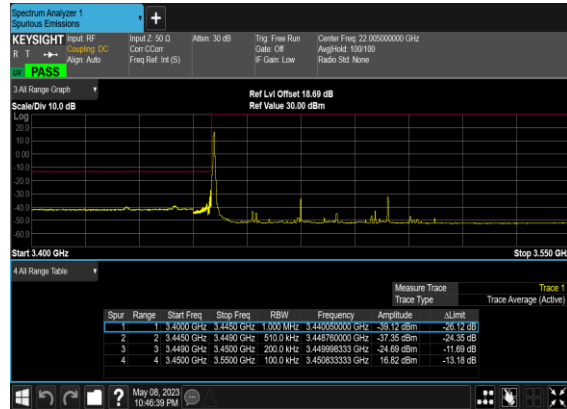 Spectrum Analyzer 1
Spurious Emissions
+
KEYSIGHT Input: RF Input Z: 50 Ω Atten: 30 dB Trig: Free Run Center Freq: 22.005000000 GHz
R T Coupling: DC Corr CCorr Gate: Off Avg|Hold: 100/100
Align: Auto Freq Ref: Int (S) IF Gain: Low Radio Std: None
PASS
3 All Range Graph
Ref Lvl Offset 18.69 dB
Scale/Div 10.0 dB Ref Value 30.00 dBm
Log
20.0
10.0
0.00
-10.0
-20.0
-30.0
-40.0
-50.0
-60.0
Start 3.400 GHz Stop 3.550 GHz
4 All Range Table
Measure Trace Trace 1
Trace Type Trace Average (Active)
Spur Range Start Freq Stop Freq RBW Frequency Amplitude ΔLimit
1 1 3.4000 GHz 3.4450 GHz 1.000 MHz 3.440050000 GHz -39.12 dBm -26.12 dB
2 2 3.4450 GHz 3.4490 GHz 510.0 kHz 3.448760000 GHz -37.35 dBm -24.35 dB
3 3 3.4490 GHz 3.4500 GHz 200.0 kHz 3.449998333 GHz -24.69 dBm -11.69 dB
4 4 3.4500 GHz 3.5500 GHz 100.0 kHz 3.450833333 GHz 16.82 dBm -13.18 dB
? May 08, 2023
10:46:39 PM